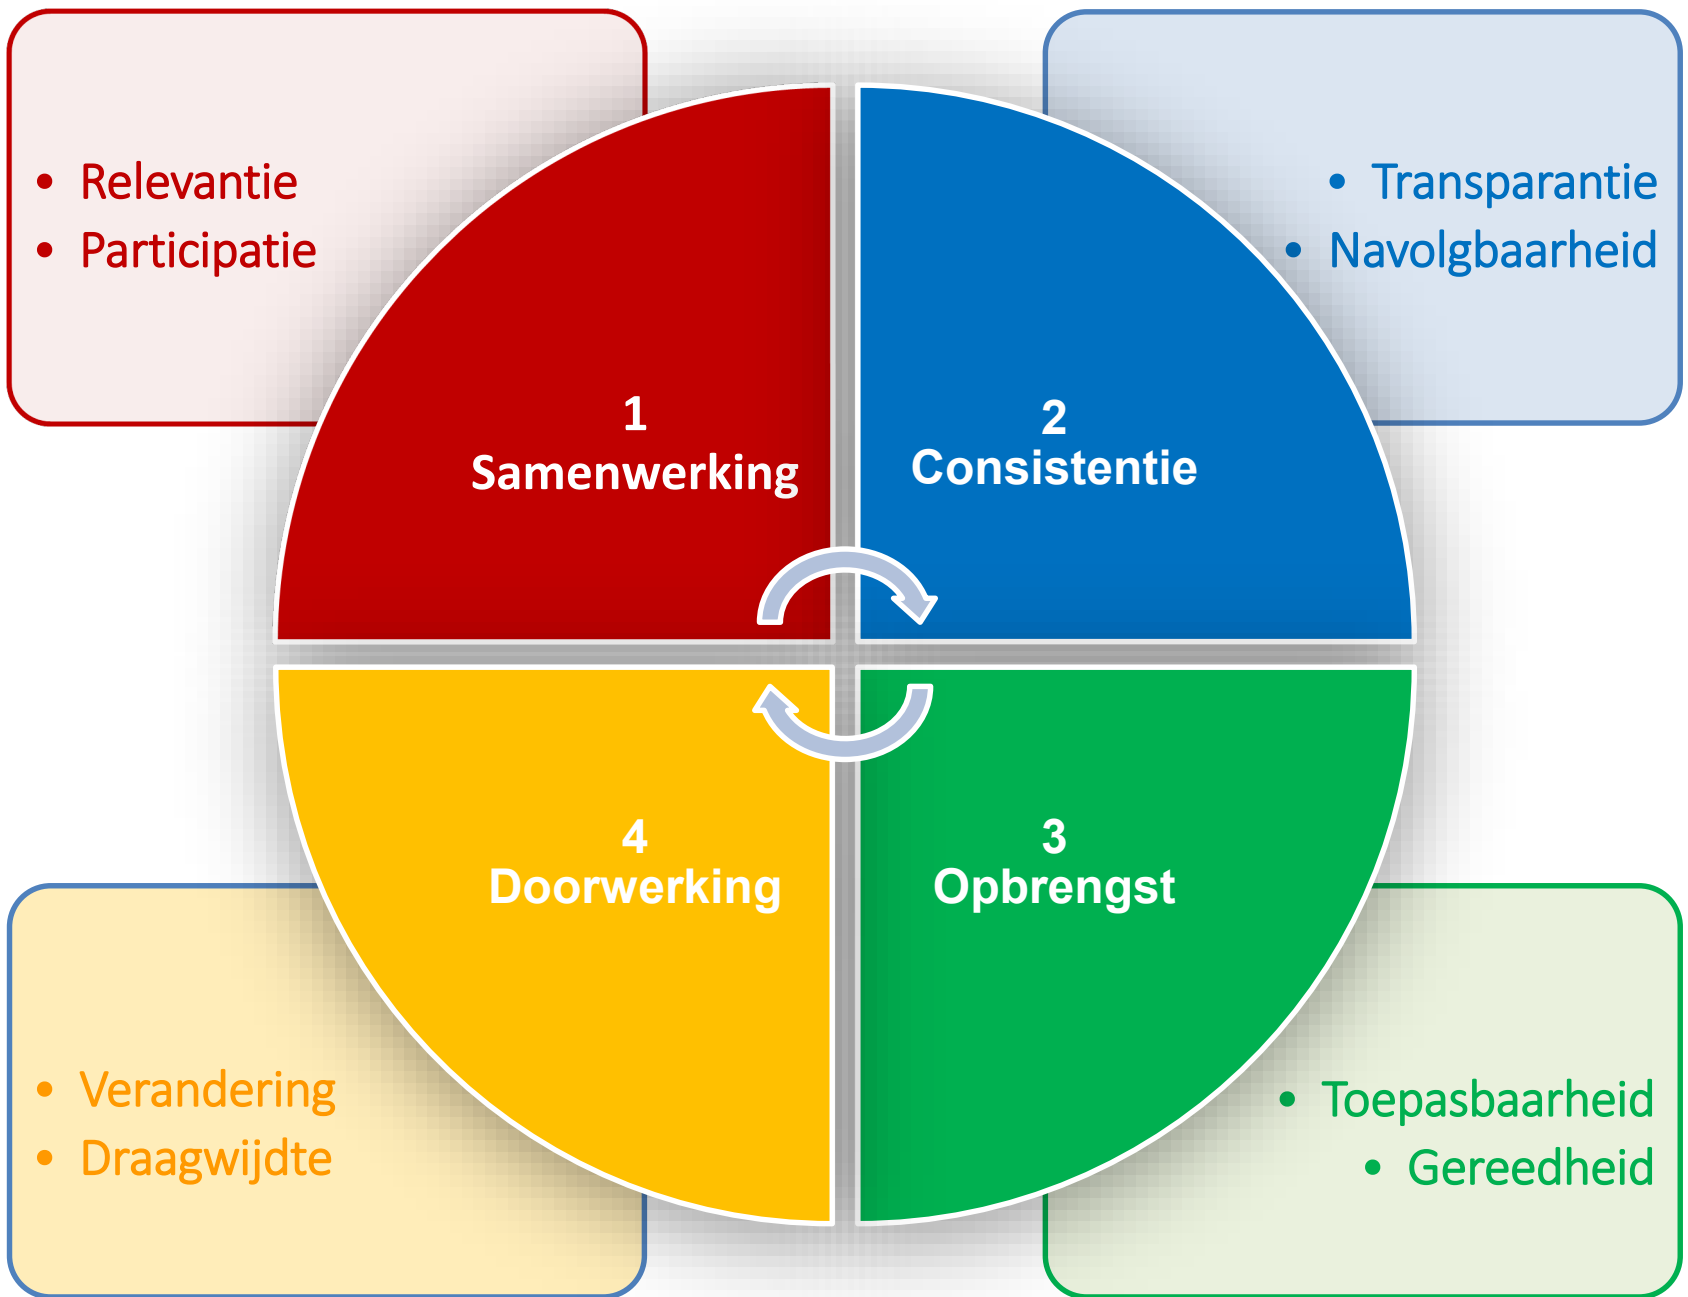 • Relevantie
• Participatie
• Transparantie
• Navolgbaarheid
1
Samenwerking
2
Consistentie
4
Doorwerking
3
Opbrengst
• Verandering
• Draagwijdte
• Toepasbaarheid
• Gereedheid